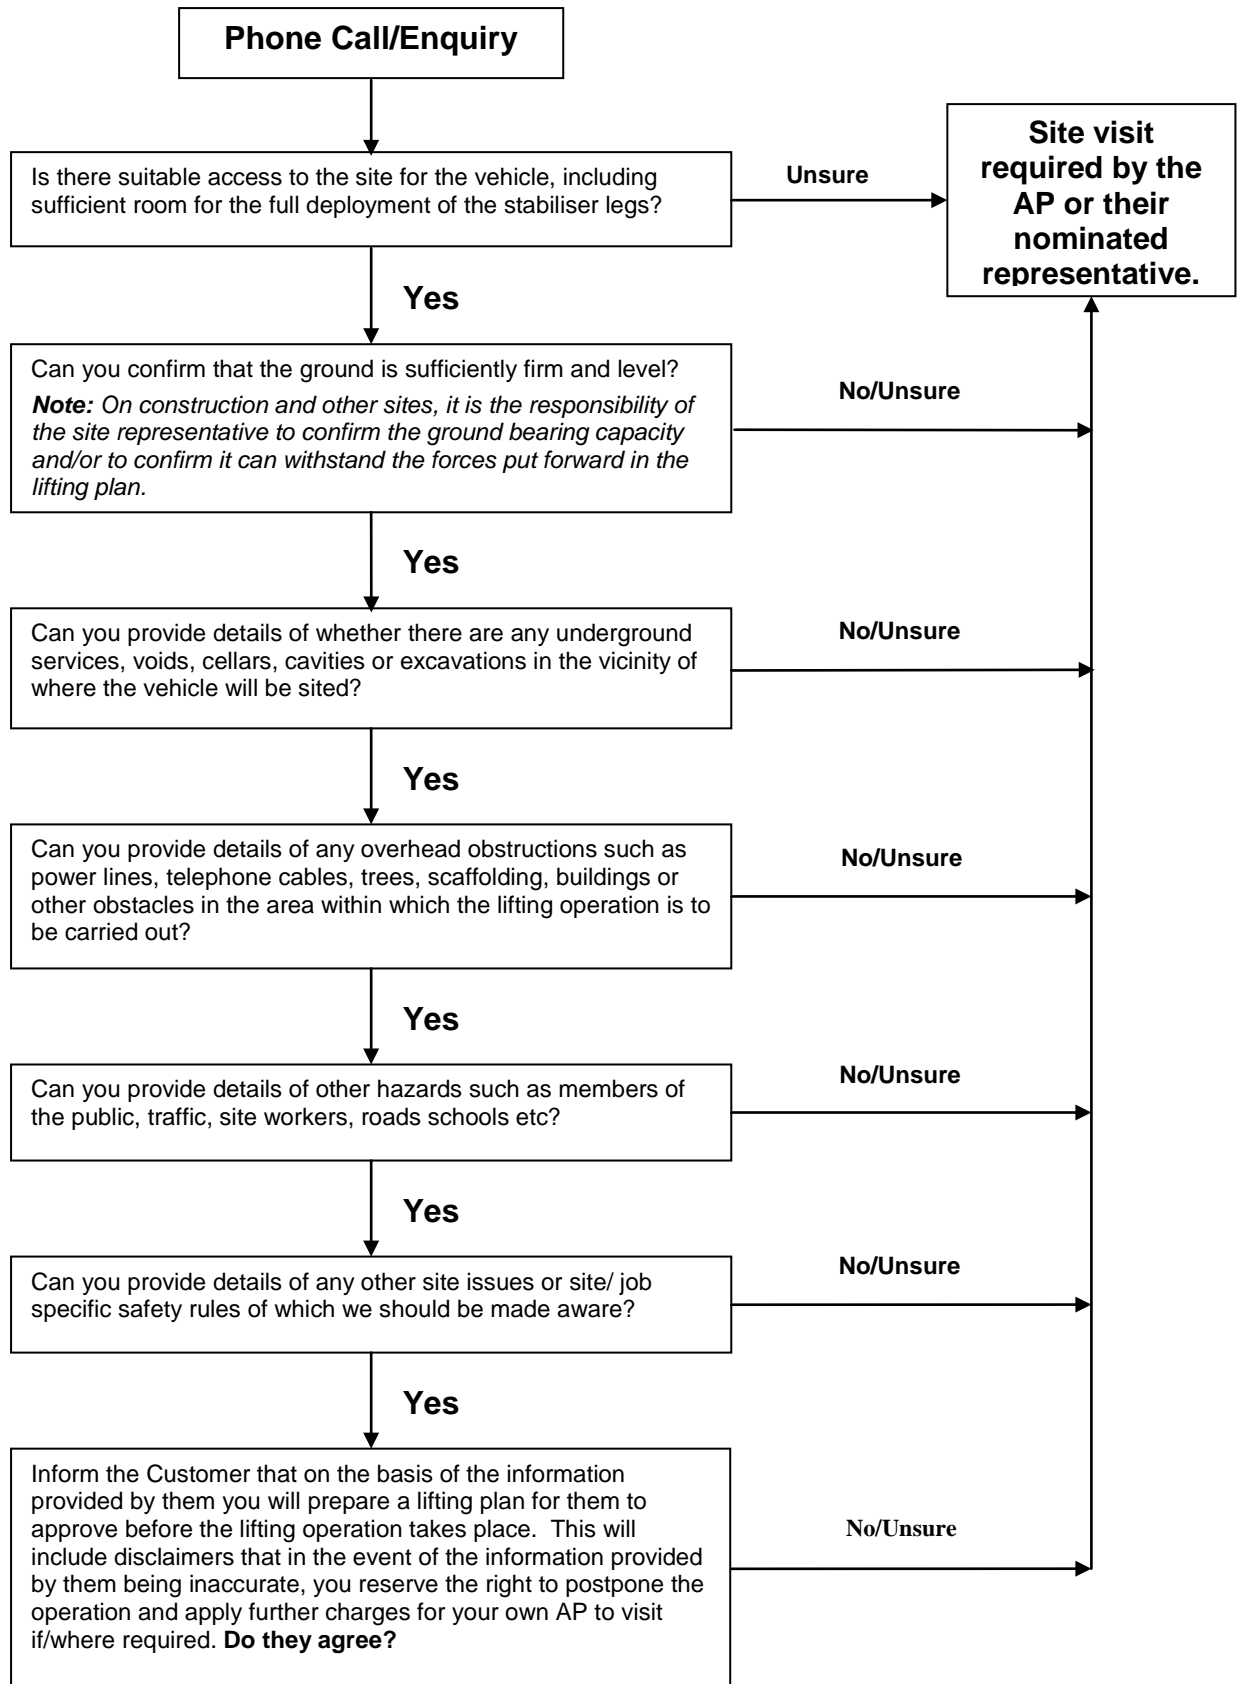 Phone Call/Enquiry
Site visit
required by the
AP or their
nominated
representative.
Is there suitable access to the site for the vehicle, including
sufficient room for the full deployment of the stabiliser legs?
Unsure
Yes
Can you confirm that the ground is sufficiently firm and level?
Note: On construction and other sites, it is the responsibility of
the site representative to confirm the ground bearing capacity
and/or to confirm it can withstand the forces put forward in the
lifting plan.
No/Unsure
Yes
Can you provide details of whether there are any underground
services, voids, cellars, cavities or excavations in the vicinity of
where the vehicle will be sited?
No/Unsure
Yes
Can you provide details of any overhead obstructions such as
power lines, telephone cables, trees, scaffolding, buildings or
other obstacles in the area within which the lifting operation is to
be carried out?
No/Unsure
Yes
Can you provide details of other hazards such as members of
the public, traffic, site workers, roads schools etc?
No/Unsure
Yes
Can you provide details of any other site issues or site/ job
specific safety rules of which we should be made aware?
No/Unsure
Yes
Inform the Customer that on the basis of the information
provided by them you will prepare a lifting plan for them to
approve before the lifting operation takes place.  This will
include disclaimers that in the event of the information provided
by them being inaccurate, you reserve the right to postpone the
operation and apply further charges for your own AP to visit
if/where required. Do they agree?
No/Unsure